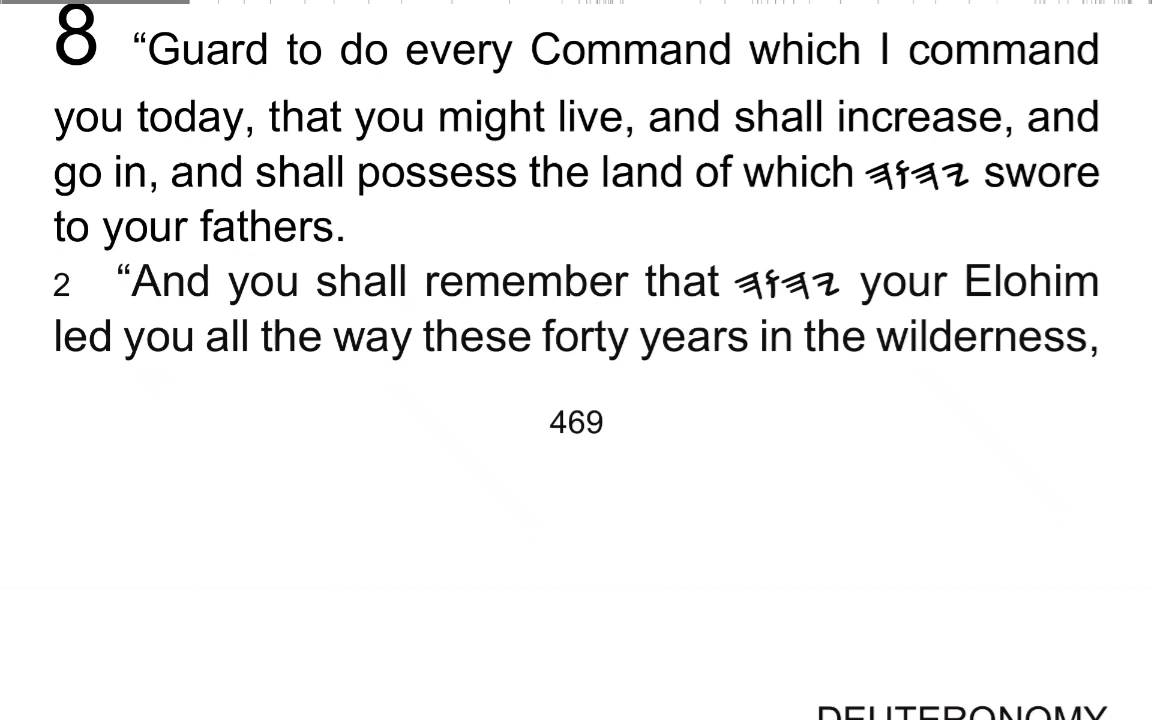 8 “Guard to do every Command which I command
you today, that you might live, and shall increase, and
go in, and shall possess the land of which 𐤉𐤄𐤅𐤄 swore
to your fathers.
2 “And you shall remember that 𐤉𐤄𐤅𐤄 your Elohim
led you all the way these forty years in the wilderness,
469
DEUTERONOMY